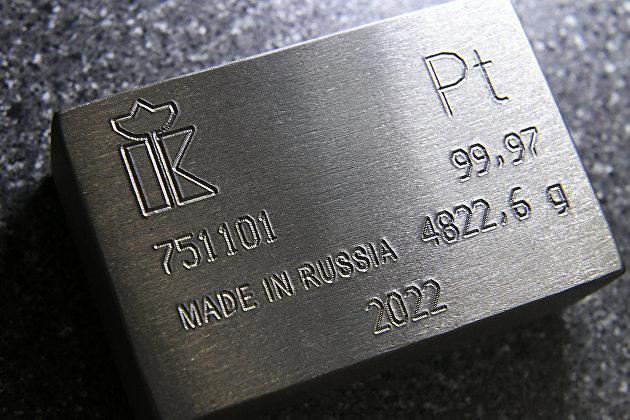 Pt
99,97
751101
4822,6 g
MADE IN RUSSIA
2022